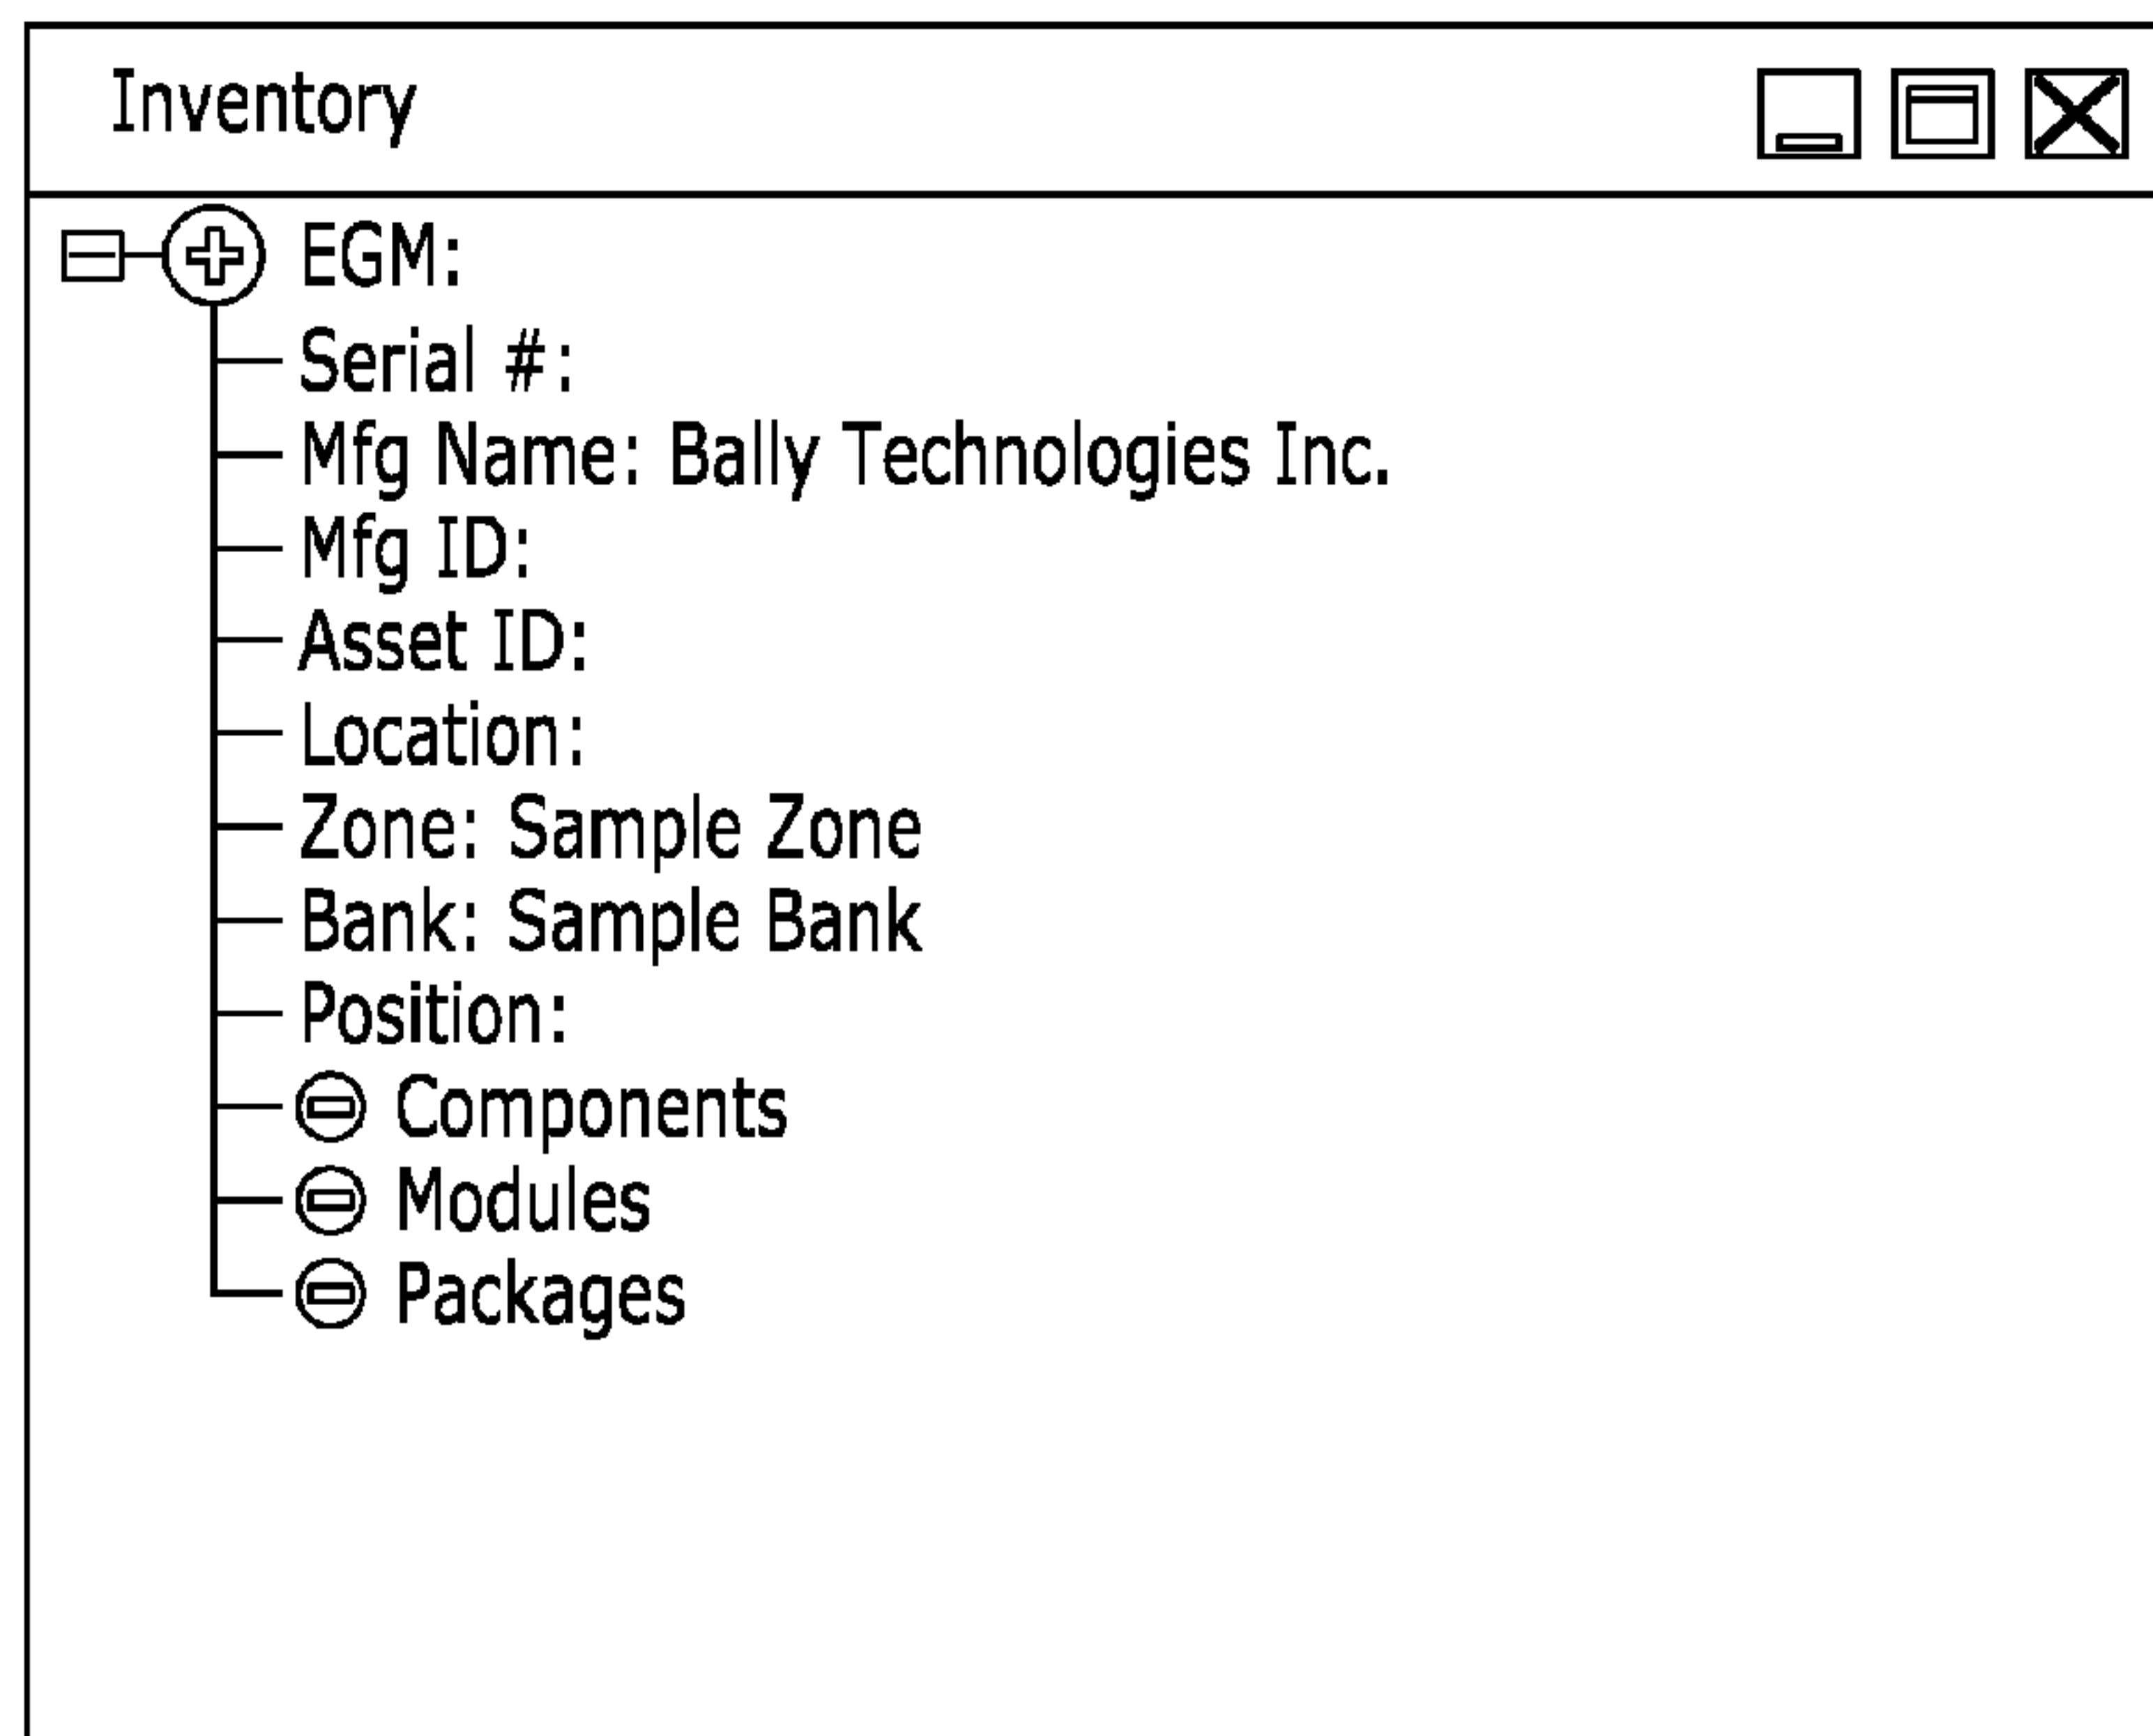 Inventory
EGM:
Serial #:
Mfg Name: Bally Technologies Inc.
Mfg ID:
Asset ID:
Location:
Zone: Sample Zone
Bank: Sample Bank
Position:
Components
Modules
Packages